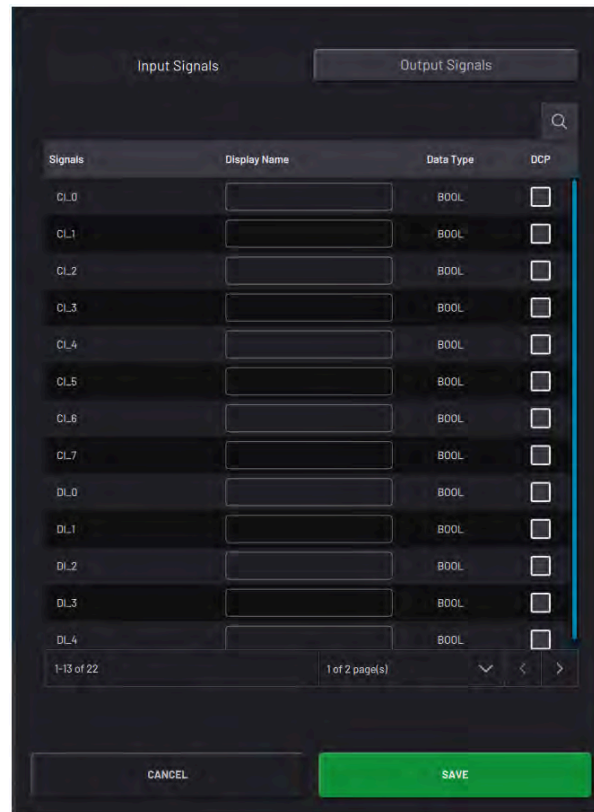 Input Signals Output Signals
Signals Display Name Data Type DCP
CI_0 BOOL
CI_1 BOOL
CI_2 BOOL
CI_3 BOOL
CI_4 BOOL
CI_5 BOOL
CI_6 BOOL
CI_7 BOOL
DI_0 BOOL
DI_1 BOOL
DI_2 BOOL
DI_3 BOOL
DI_4 BOOL
1-13 of 22 1 of 2 page(s)
CANCEL SAVE